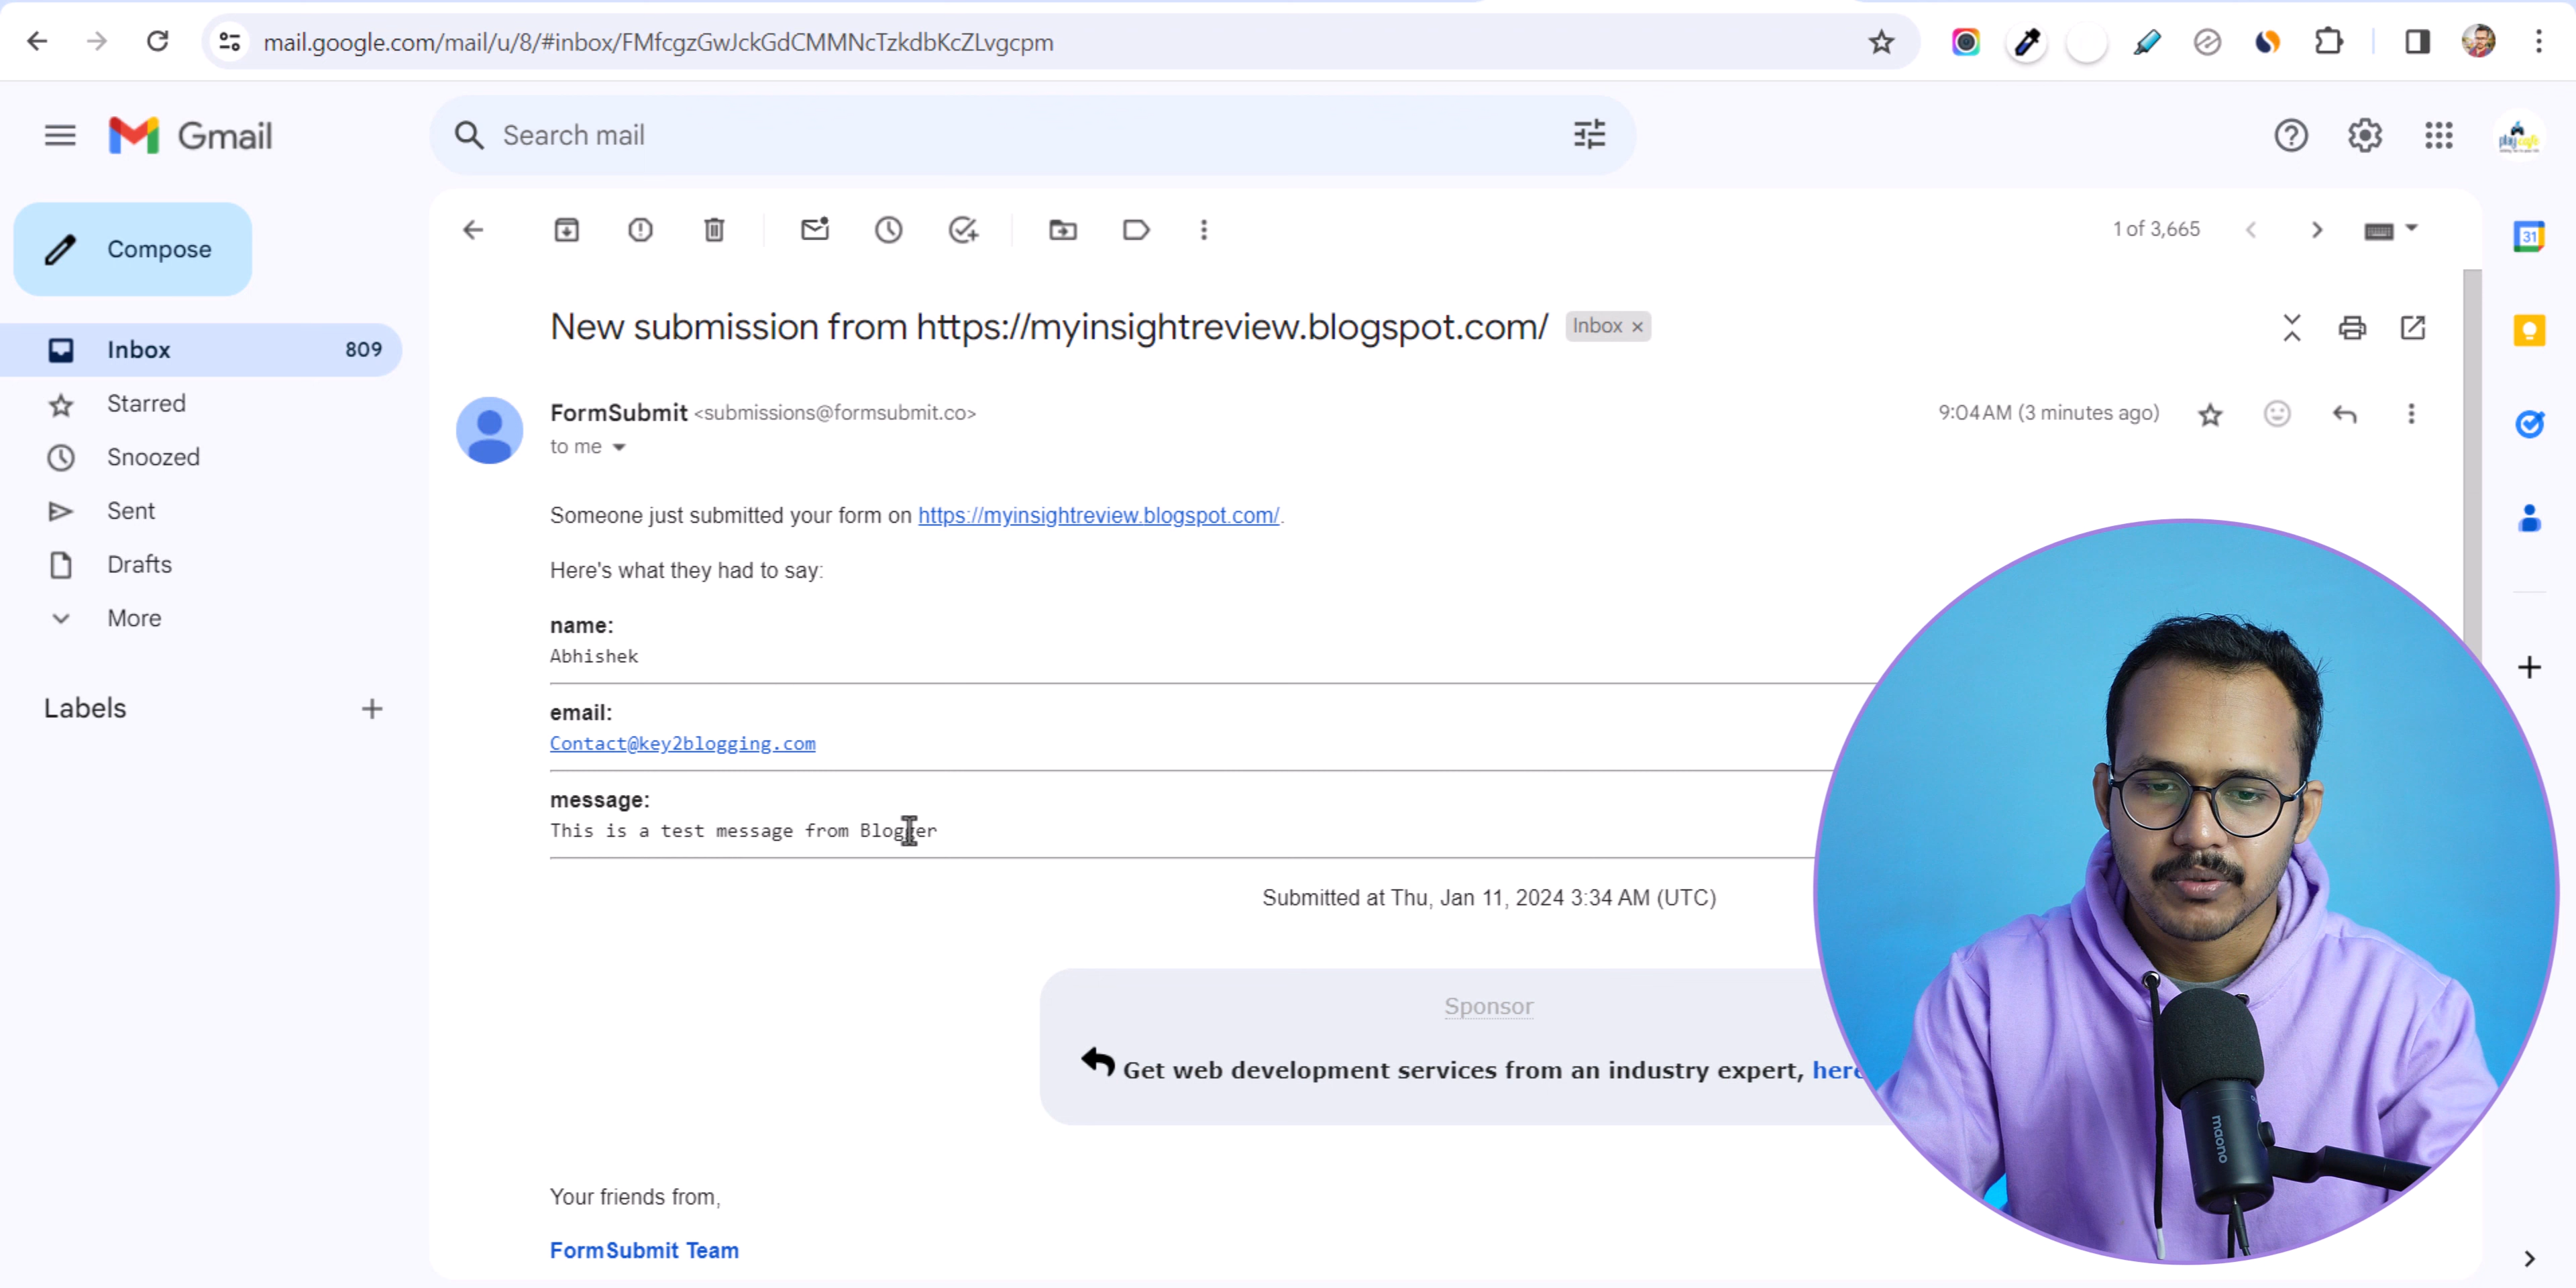 mail.google.com/mail/u/8/#inbox/FMfcgzGwJckGdCMMNcTzkdbKcZLvgcpm
Gmail
Search mail
Compose
1 of 3,665
31
New submission from https://myinsightreview.blogspot.com/ Inbox ×
Inbox 809
Starred
Snoozed
Sent
Drafts
More
Labels
FormSubmit <submissions@formsubmit.co>
9:04 AM (3 minutes ago)
to me
Someone just submitted your form on https://myinsightreview.blogspot.com/.
Here's what they had to say:
name:
Abhishek
email:
Contact@key2blogging.com
message:
This is a test message from Blogger
Submitted at Thu, Jan 11, 2024 3:34 AM (UTC)
Sponsor
Get web development services from an industry expert, here
maono
Your friends from,
FormSubmit Team